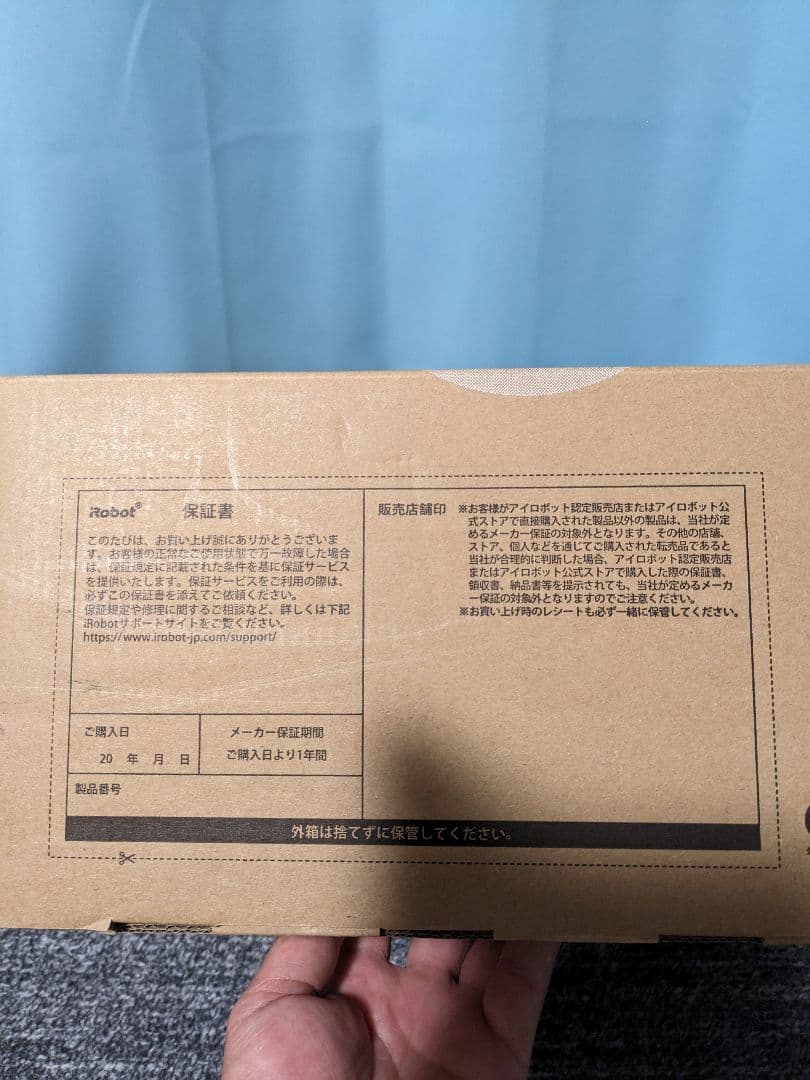 iRobot® 保証書
このたびは、お買い上げ誠にありがとうございま
す。お客様の正常なご使用状態で万一故障した場合
は、保証規定に記載された条件を基に保証サービス
を提供いたします。保証サービスをご利用の際は、
必ずこの保証書を添えてご依頼ください。
保証規定や修理に関するご相談など、詳しくは下記
iRobotサポートサイトをご覧ください。
https://www.irobot-jp.com/support/
ご購入日
20 年 月 日
メーカー保証期間
ご購入日より1年間
製品番号
販売店舗印
※お客様がアイロボット認定販売店またはアイロボット公
式ストアで直接購入された製品以外の製品は、当社が定
めるメーカー保証の対象外となります。その他の店舗、
ストア、個人などを通じてご購入された転売品であると
当社が合理的に判断した場合、アイロボット認定販売店
またはアイロボット公式ストアで購入した際の保証書、
領収書、納品書等を提示されても、当社が定めるメーカ
ー保証の対象外となりますのでご注意ください。
※お買い上げ時のレシートも必ず一緒に保管してください。
外箱は捨てずに保管してください。